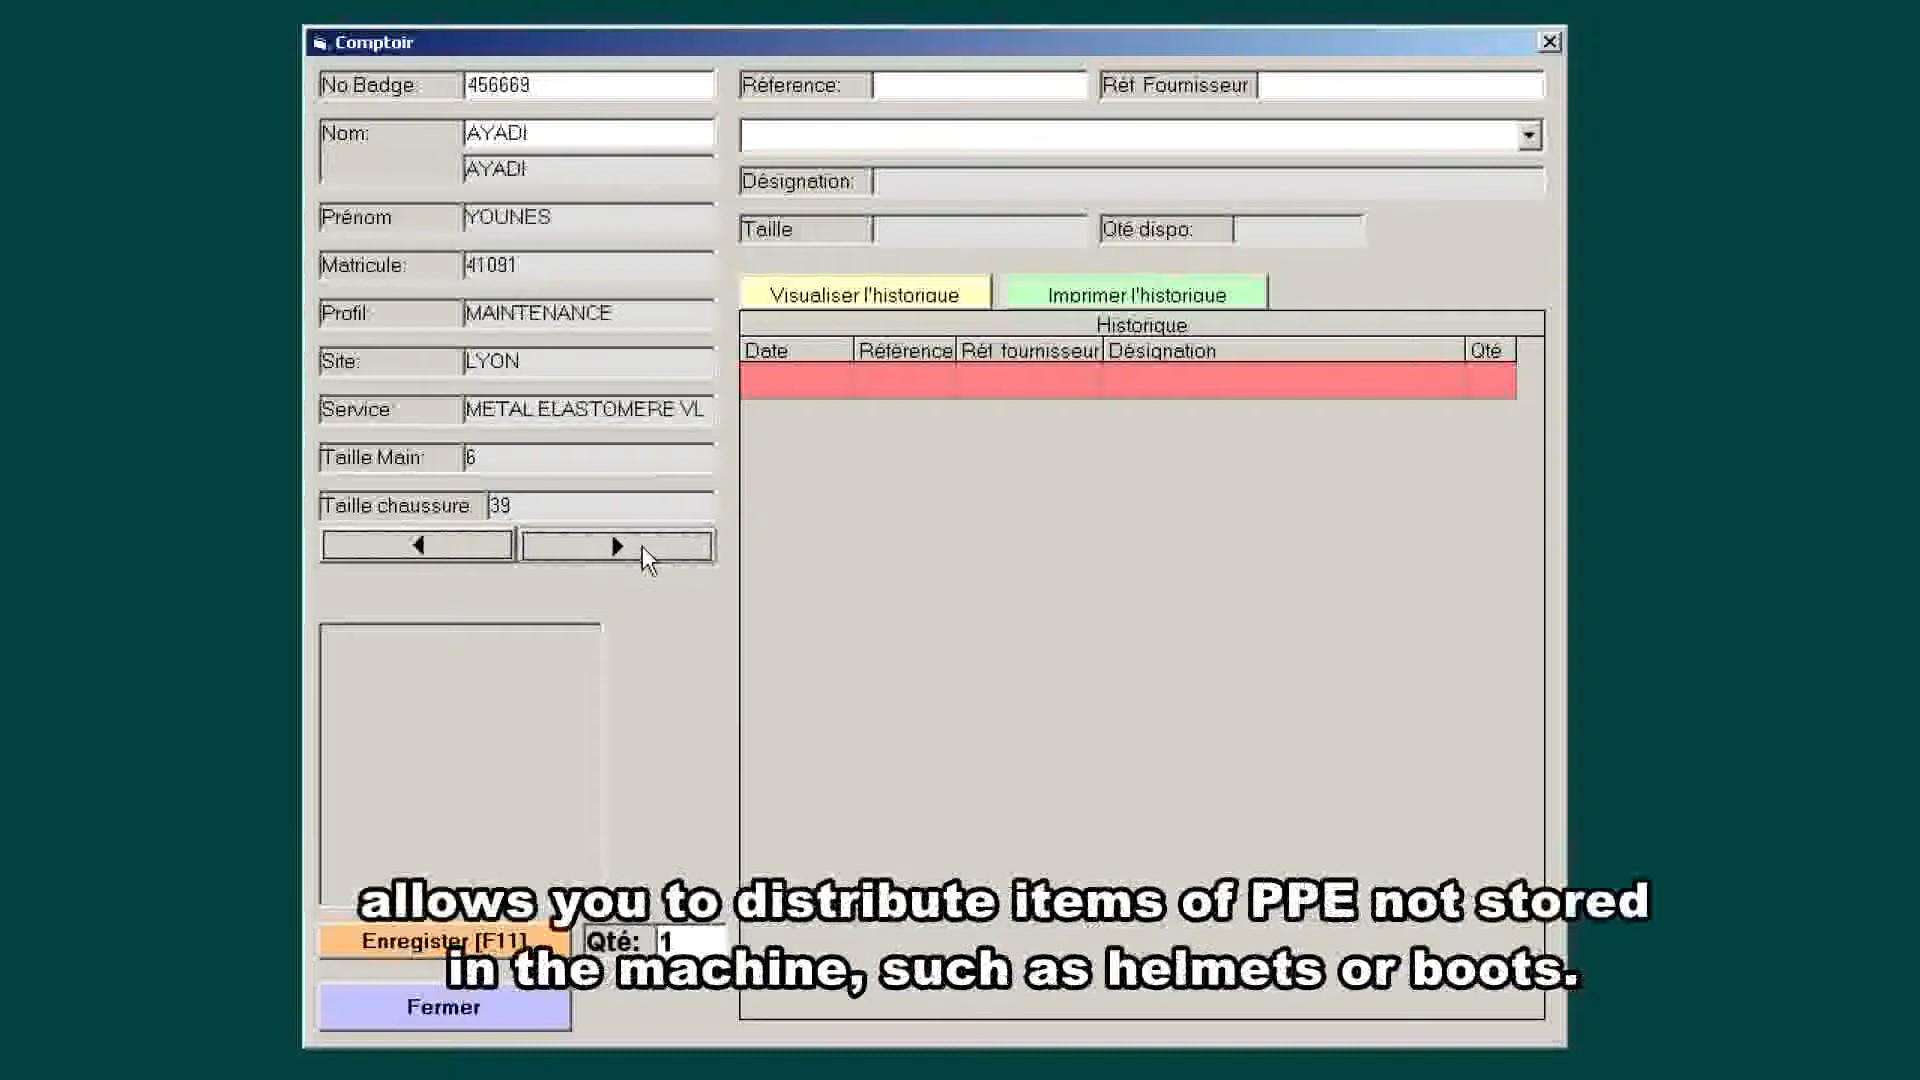 Comptoir
No Badge: 456669
Nom: AYADI
AYADI
Prénom YOUNES
Matricule: 41091
Profil: MAINTENANCE
Site: LYON
Service METAL ELASTOMERE VL
Taille Main: 6
Taille chaussure 39
Réference:
Réf Fournisseur
Désignation:
Taille
Qté dispo:
Visualiser l'historique
Imprimer l'historique
Historique
Date Référence Réf fournisseur Désignation Qté
Enregister [F11] Qté: 1
Fermer
allows you to distribute items of PPE not stored
in the machine, such as helmets or boots.